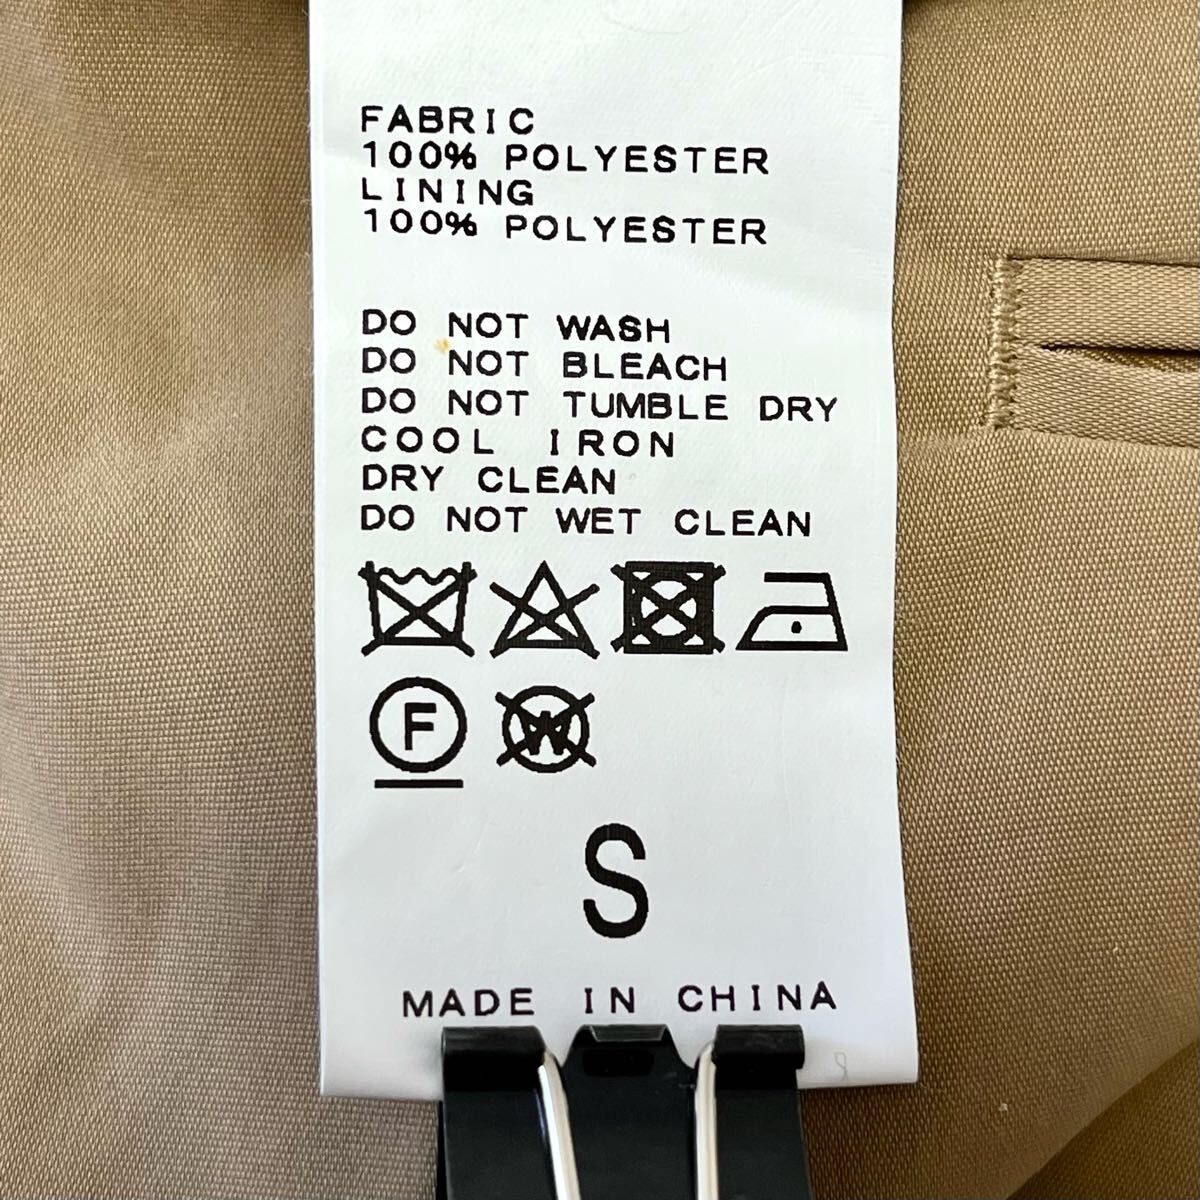 FABRIC
100% POLYESTER
LINING
100% POLYESTER
DO NOT WASH
DO NOT BLEACH
DO NOT TUMBLE DRY
COOL IRON
DRY CLEAN
DO NOT WET CLEAN
F W
S
MADE IN CHINA